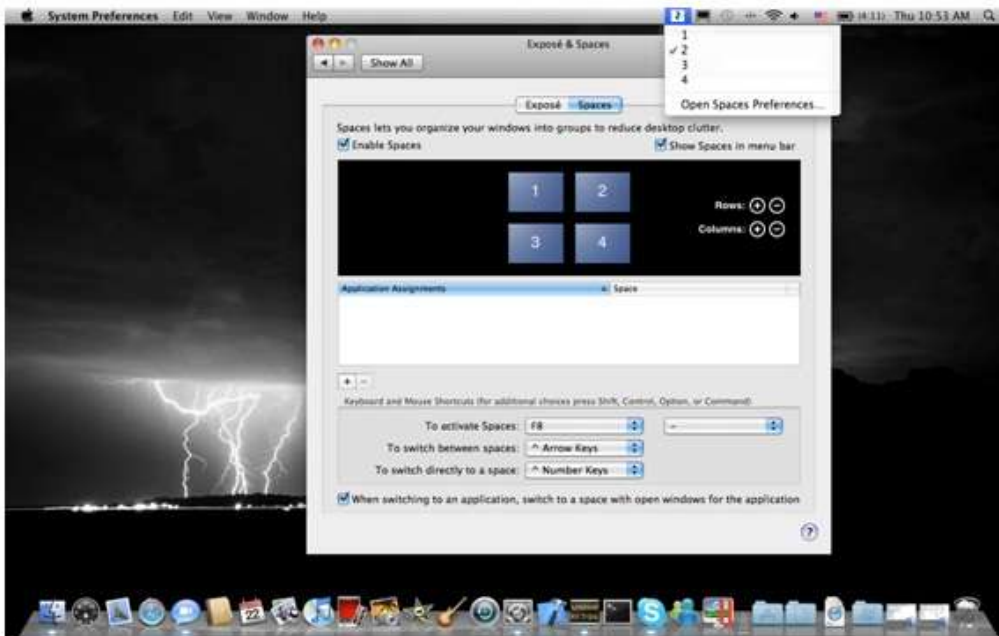 System Preferences Edit View Window Help
2 (4:11) Thu 10:53 AM
1
✓ 2
3
4
Open Spaces Preferences...
Exposé & Spaces
Show All
Exposé Spaces
Spaces lets you organize your windows into groups to reduce desktop clutter.
Enable Spaces Show Spaces in menu bar
1 2
3 4
Rows:
Columns:
Application Assignments Space
+ -
Keyboard and Mouse Shortcuts (for additional choices press Shift, Control, Option, or Command)
To activate Spaces: F8 -
To switch between spaces: ^ Arrow Keys
To switch directly to a space: ^ Number Keys
When switching to an application, switch to a space with open windows for the application
?
22